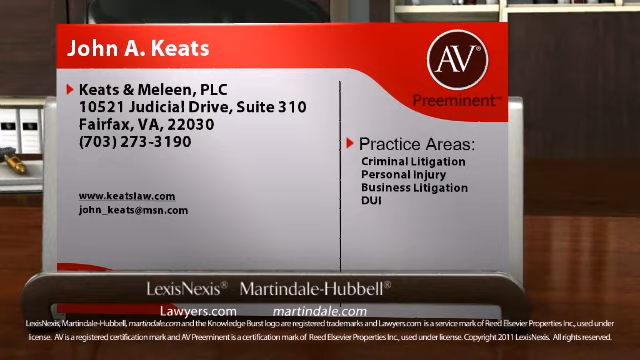 John A. Keats
AV®
Preeminent™
Keats & Meleen, PLC
10521 Judicial Drive, Suite 310
Fairfax, VA, 22030
(703) 273-3190
www.keatslaw.com
john_keats@msn.com
Practice Areas:
Criminal Litigation
Personal Injury
Business Litigation
DUI
LexisNexis® Martindale-Hubbell®
Lawyers.com martindale.com
LexisNexis, Martindale-Hubbell, martindale.com and the Knowledge Burst logo are registered trademarks and Lawyers.com is a service mark of Reed Elsevier Properties Inc., used under
license. AV is a registered certification mark and AV Preeminent is a certification mark of Reed Elsevier Properties Inc., used under license. Copyright 2011 LexisNexis. All rights reserved.